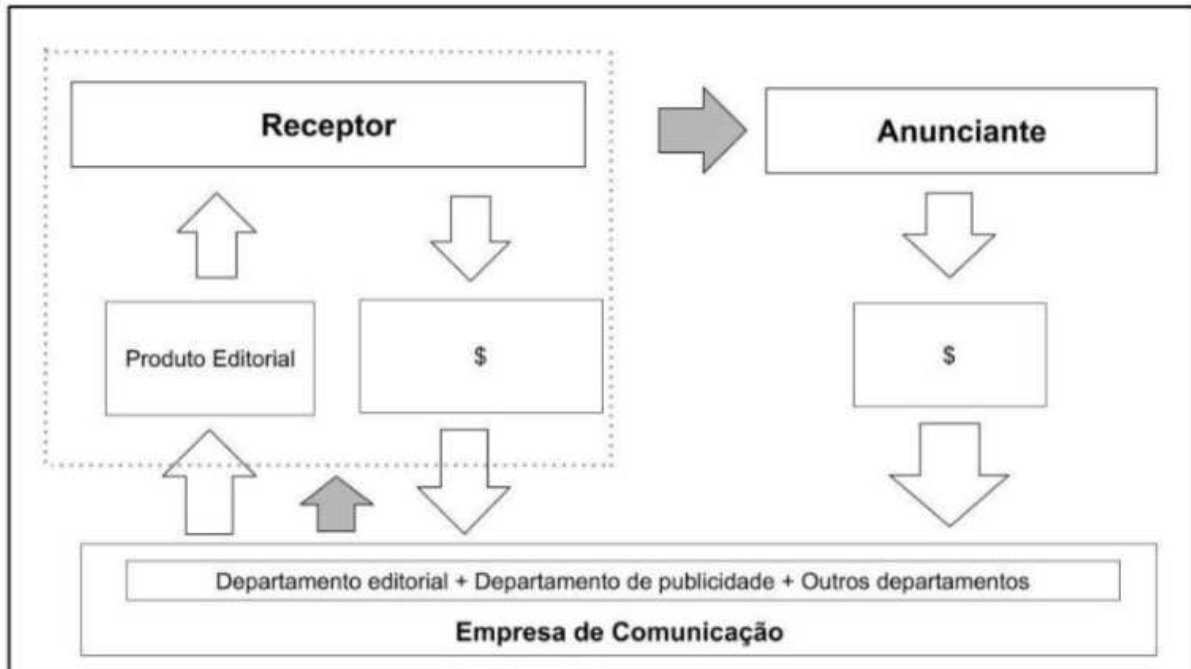 Receptor
Anunciante
Produto Editorial
$
$
Departamento editorial + Departamento de publicidade + Outros departamentos
Empresa de Comunicação